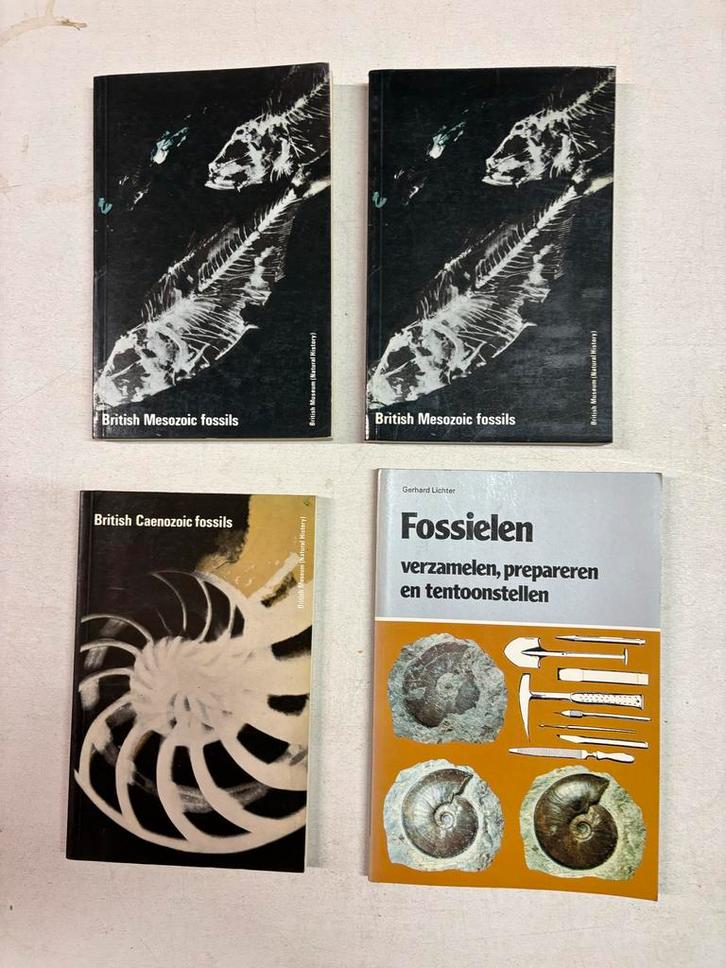 British Mesozoic fossils
British Museum (Natural History)
British Mesozoic fossils
British Museum (Natural History)
British Caenozoic fossils
British Museum (Natural History)
Gerhard Lichter
Fossielen
verzamelen, prepareren
en tentoonstellen